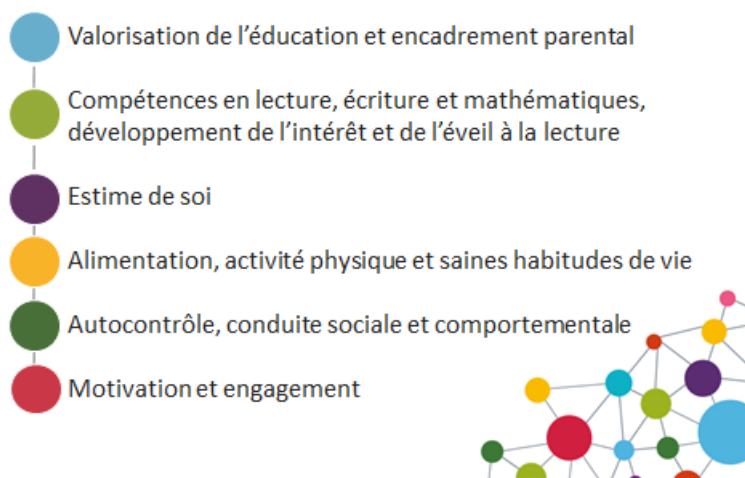 Valorisation de l’éducation et encadrement parental
Compétences en lecture, écriture et mathématiques,
développement de l’intérêt et de l’éveil à la lecture
Estime de soi
Alimentation, activité physique et saines habitudes de vie
Autocontrôle, conduite sociale et comportementale
Motivation et engagement